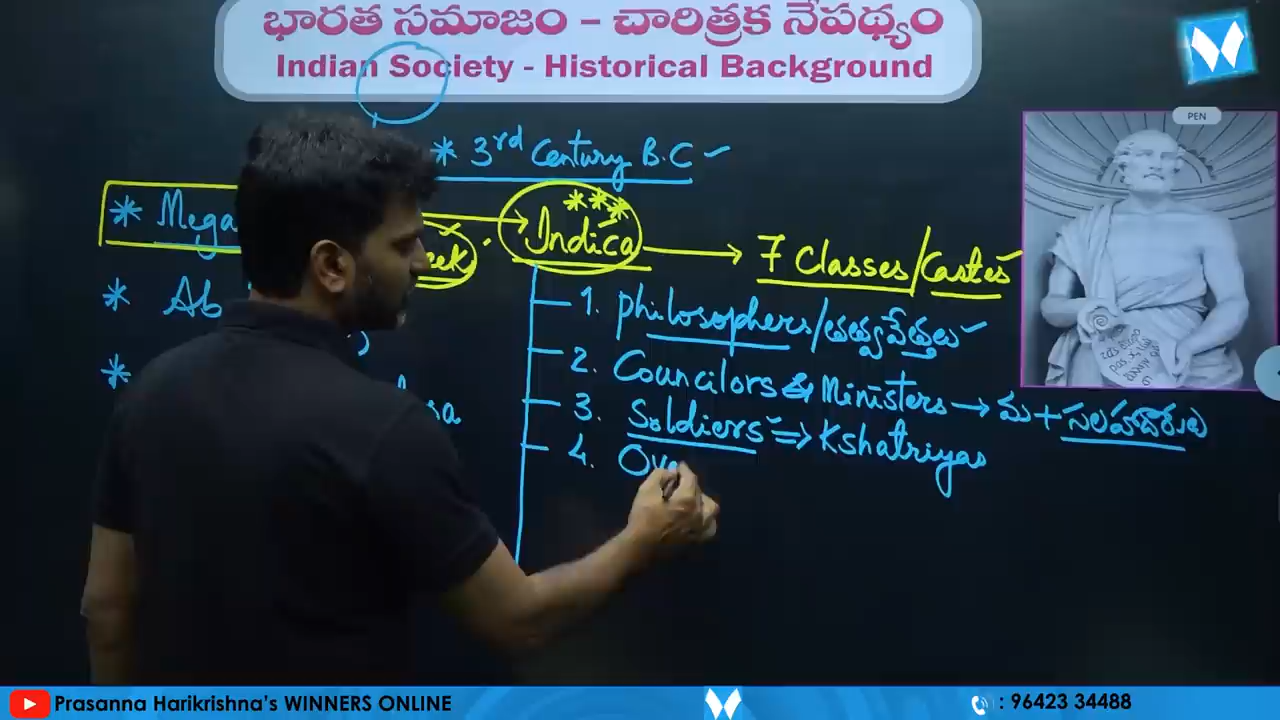 భారత సమాజం – చారిత్రక నేపథ్యం
Indian Society - Historical Background
PEN
* 3rd Century B.C
* Mega
Indica
7 Classes/Castes
* Ab
1. Philosophers/తత్వవేత్తలు
2. Councilors & Ministers → మ + సలహాదారులు
3. Soldiers => Kshatriyas
4. Ove
Prasanna Harikrishna's WINNERS ONLINE
: 96423 34488